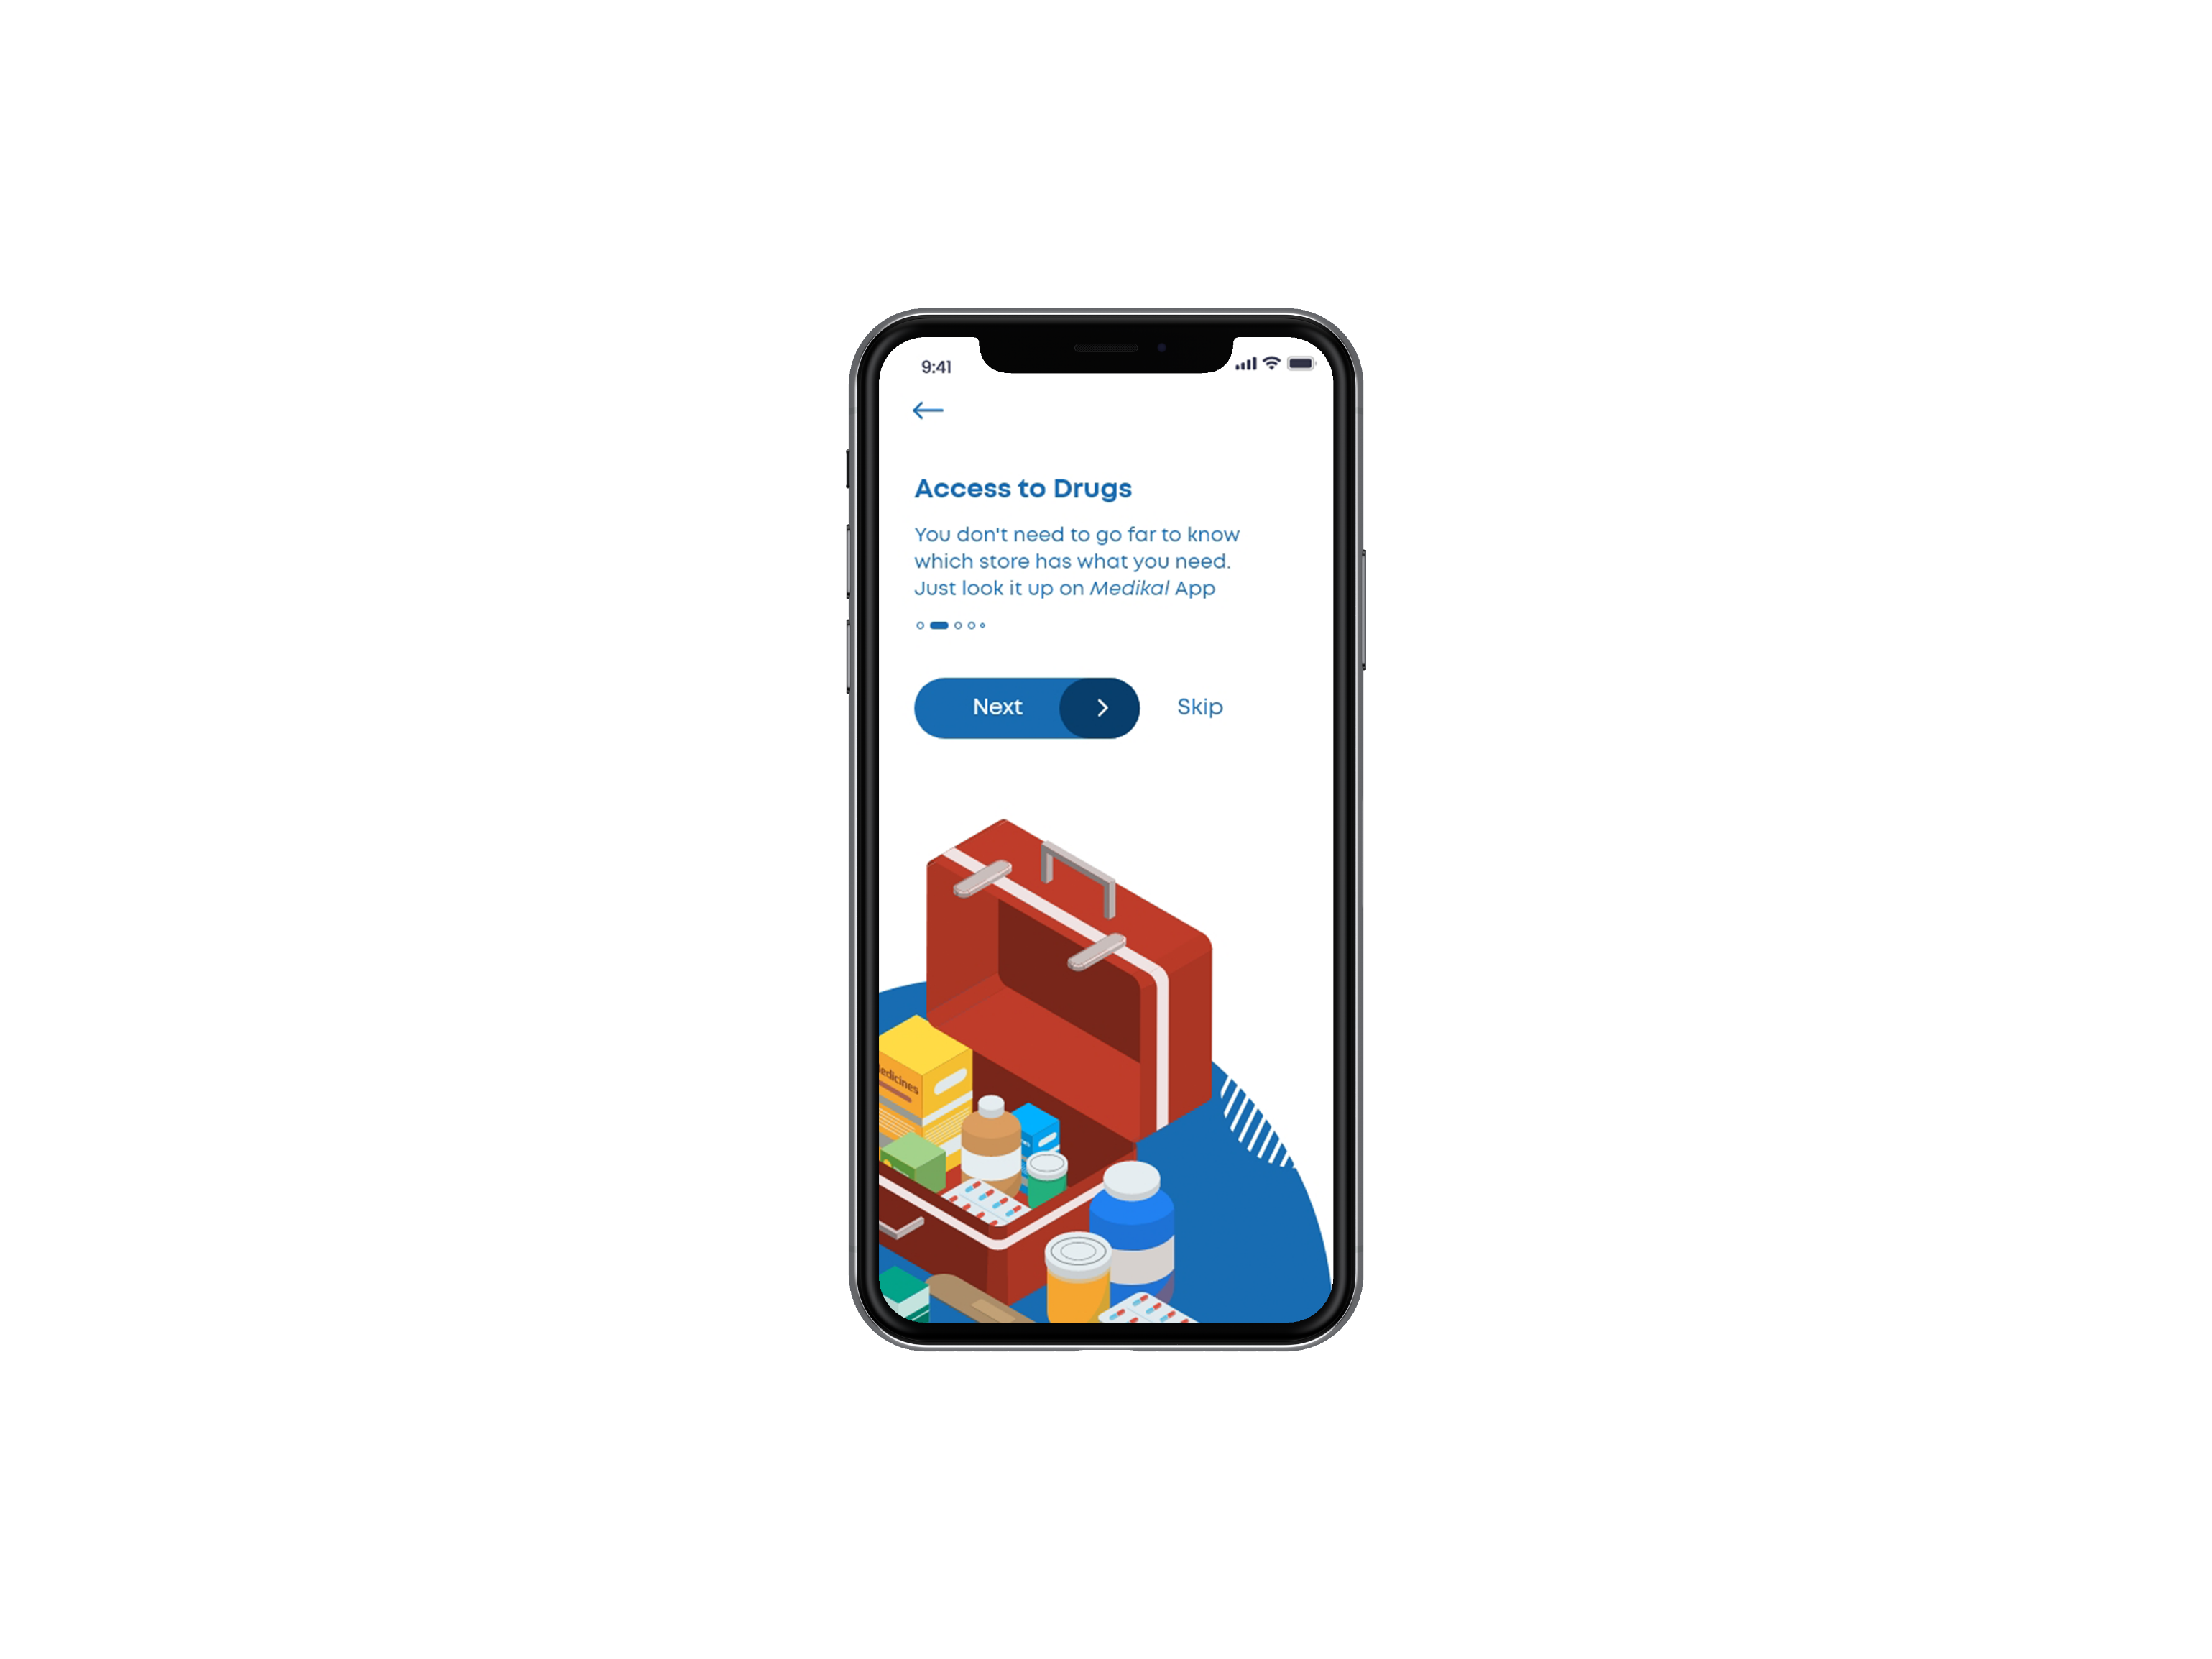 9:41
Access to Drugs
You don't need to go far to know
which store has what you need.
Just look it up on Medikal App
Next
Skip
edicines